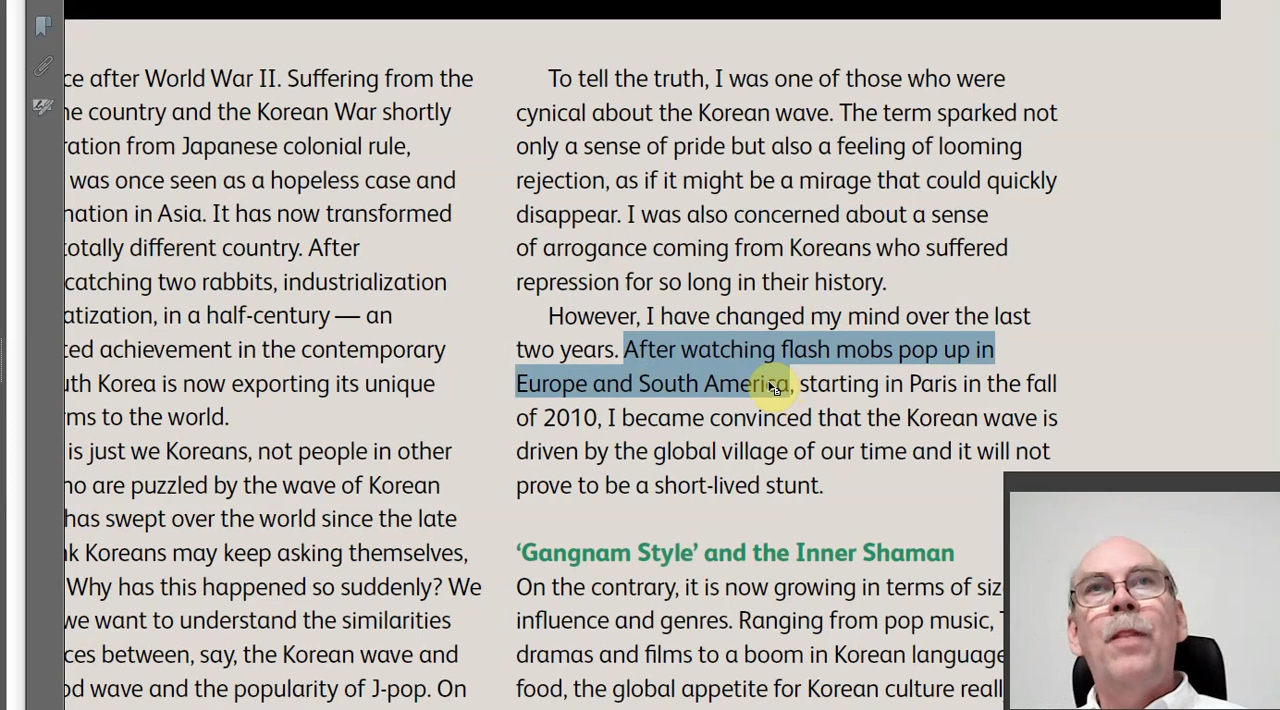 ce after World War II. Suffering from the
ne country and the Korean War shortly
ration from Japanese colonial rule,
was once seen as a hopeless case and
nation in Asia. It has now transformed
totally different country. After
catching two rabbits, industrialization
atization, in a half-century — an
ted achievement in the contemporary
uth Korea is now exporting its unique
rms to the world.
is just we Koreans, not people in other
ho are puzzled by the wave of Korean
has swept over the world since the late
nk Koreans may keep asking themselves,
Why has this happened so suddenly? We
we want to understand the similarities
ces between, say, the Korean wave and
od wave and the popularity of J-pop. On
To tell the truth, I was one of those who were
cynical about the Korean wave. The term sparked not
only a sense of pride but also a feeling of looming
rejection, as if it might be a mirage that could quickly
disappear. I was also concerned about a sense
of arrogance coming from Koreans who suffered
repression for so long in their history.
However, I have changed my mind over the last
two years. After watching flash mobs pop up in
Europe and South America, starting in Paris in the fall
of 2010, I became convinced that the Korean wave is
driven by the global village of our time and it will not
prove to be a short-lived stunt.
‘Gangnam Style’ and the Inner Shaman
On the contrary, it is now growing in terms of siz
influence and genres. Ranging from pop music, T
dramas and films to a boom in Korean language
food, the global appetite for Korean culture reall